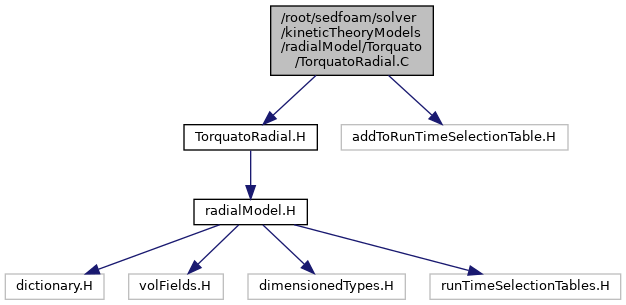 /root/sedfoam/solver
/kineticTheoryModels
/radialModel/Torquato
/TorquatoRadial.C
TorquatoRadial.H
addToRunTimeSelectionTable.H
radialModel.H
dictionary.H
volFields.H
dimensionedTypes.H
runTimeSelectionTables.H